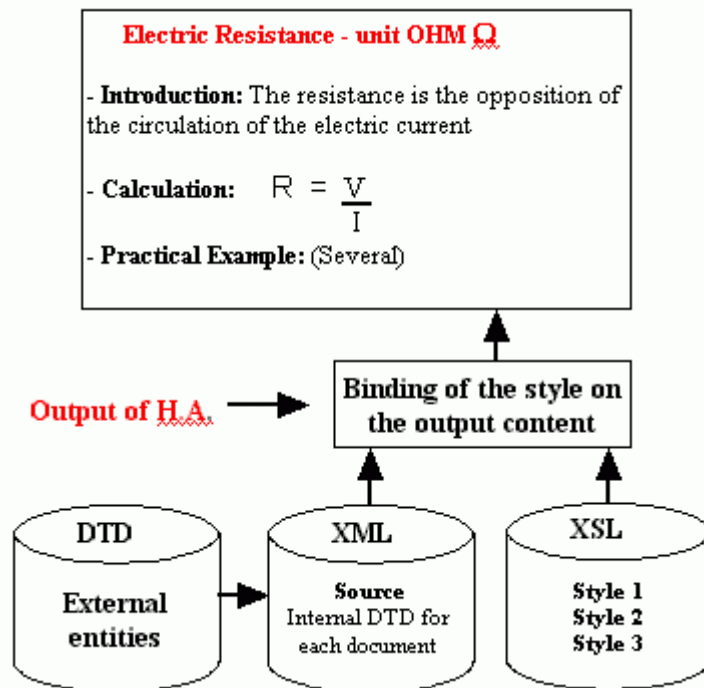 Electric Resistance - unit OHM Ω
- Introduction: The resistance is the opposition of
the circulation of the electric current
- Calculation: R = V
I
- Practical Example: (Several)
Output of H.A.
Binding of the style on
the output content
DTD
External
entities
XML
Source
Internal DTD for
each document
XSL
Style 1
Style 2
Style 3